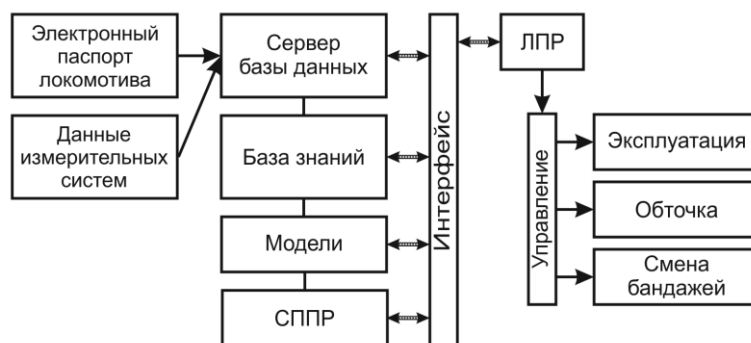 Электронный
паспорт
локомотива
Данные
измерительных
систем
Сервер
базы данных
База знаний
Модели
СППР
Интерфейс
ЛПР
Управление
Эксплуатация
Обточка
Смена
бандажей